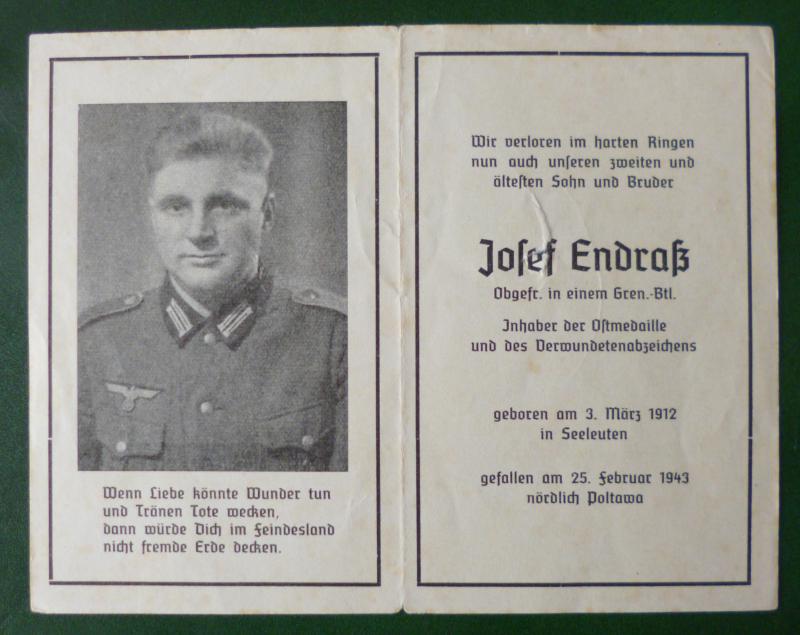 Wenn Liebe könnte Wunder tun
und Tränen Tote wecken,
dann würde Dich im Feindesland
nicht fremde Erde decken.
Wir verloren im harten Ringen
nun auch unseren zweiten und
ältesten Sohn und Bruder
Josef Endraß
Obgefr. in einem Gren.-Btl.
Inhaber der Ostmedaille
und des Verwundetenabzeichens
geboren am 3. März 1912
in Seeleuten
gefallen am 25. Februar 1943
nördlich Poltawa